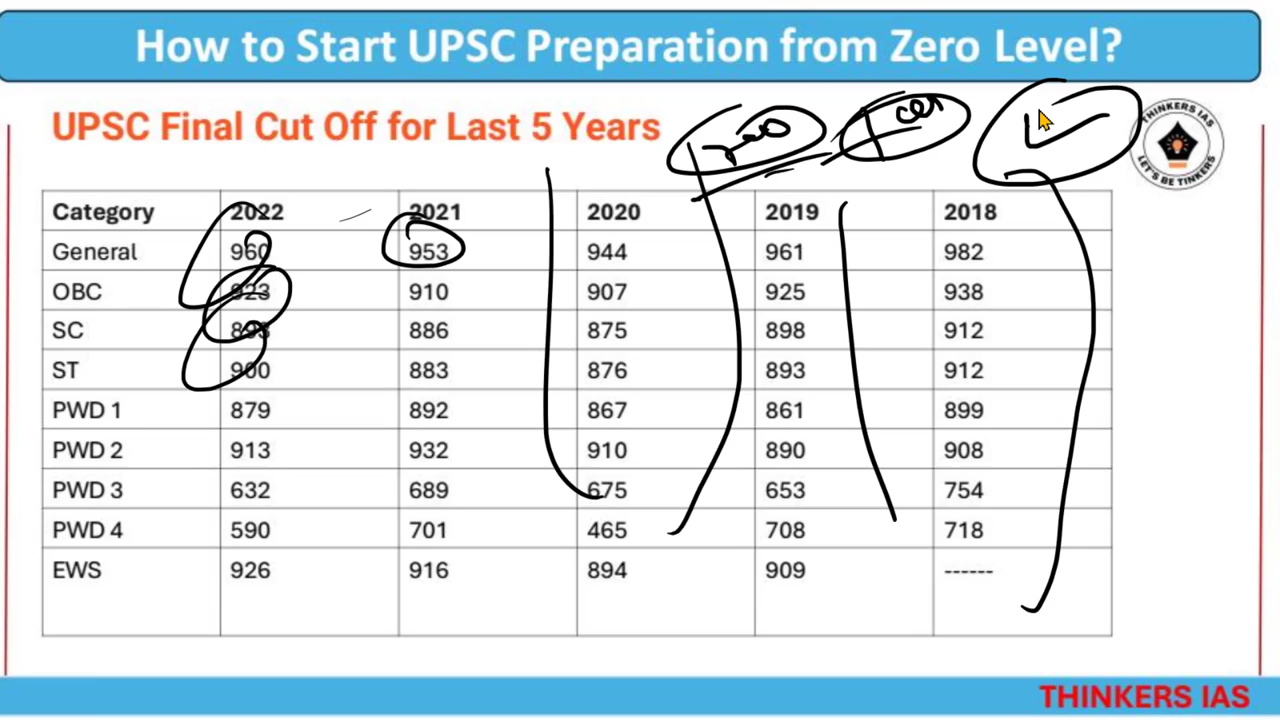 How to Start UPSC Preparation from Zero Level?
UPSC Final Cut Off for Last 5 Years
THINKERS IAS
LET'S BE TINKERS
Category 2022 2021 2020 2019 2018
General 960 953 944 961 982
OBC 923 910 907 925 938
SC 893 886 875 898 912
ST 900 883 876 893 912
PWD 1 879 892 867 861 899
PWD 2 913 932 910 890 908
PWD 3 632 689 675 653 754
PWD 4 590 701 465 708 718
EWS 926 916 894 909 ------
THINKERS IAS